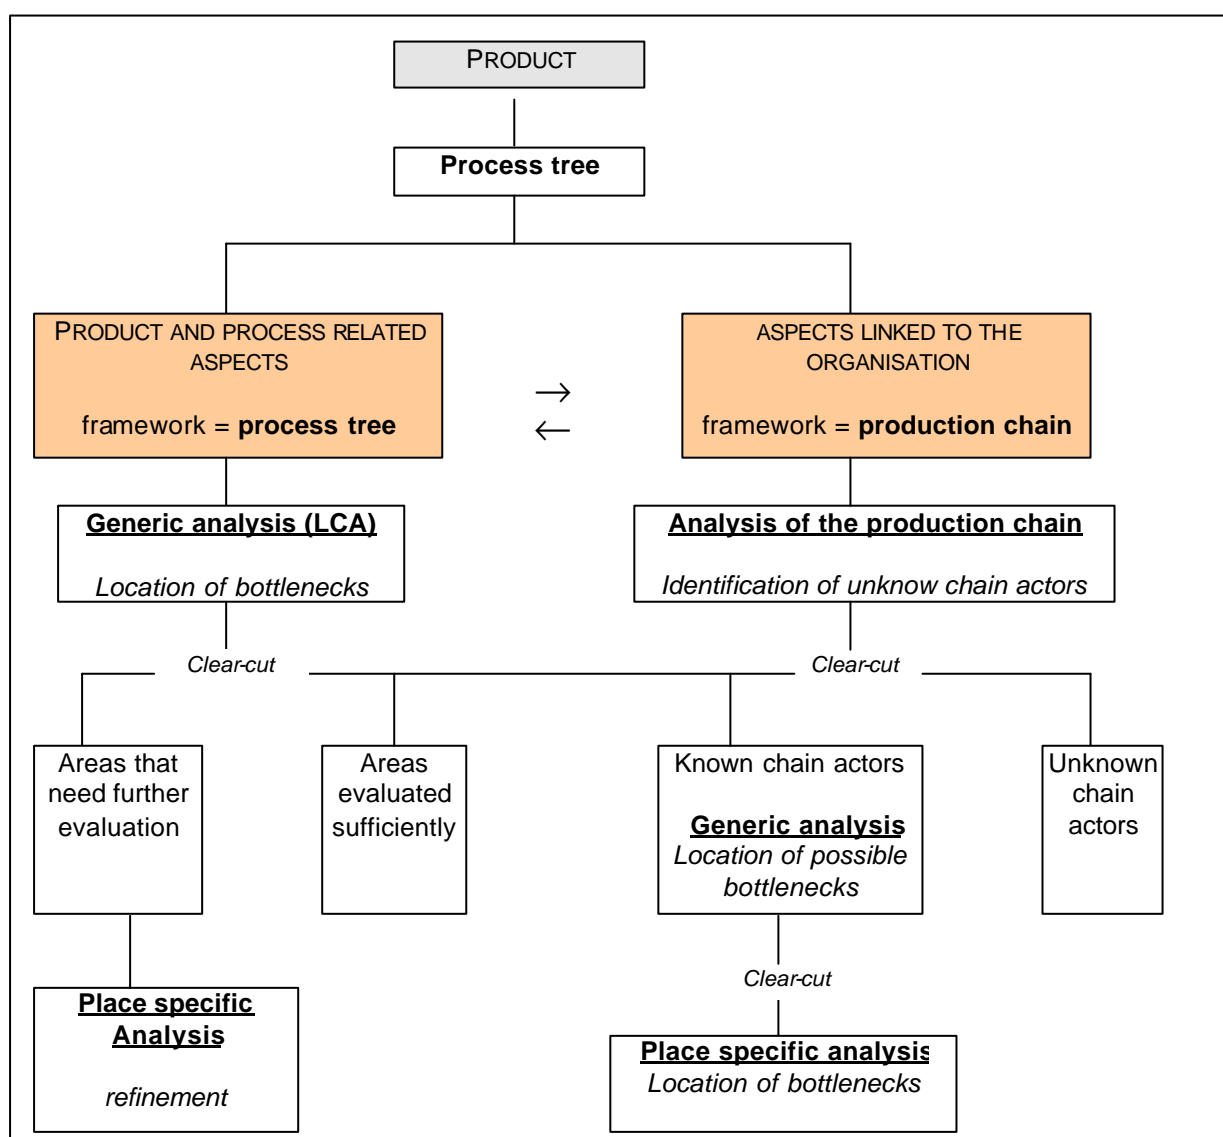 PRODUCT
Process tree
PRODUCT AND PROCESS RELATED
ASPECTS
framework = process tree
→
←
ASPECTS LINKED TO THE
ORGANISATION
framework = production chain
Generic analysis (LCA)
Location of bottlenecks
Analysis of the production chain
Identification of unknow chain actors
Clear-cut
Clear-cut
Areas that
need further
evaluation
Areas
evaluated
sufficiently
Known chain actors
Generic analysis
Location of possible
bottlenecks
Unknown
chain
actors
Clear-cut
Place specific
Analysis
refinement
Place specific analysis
Location of bottlenecks